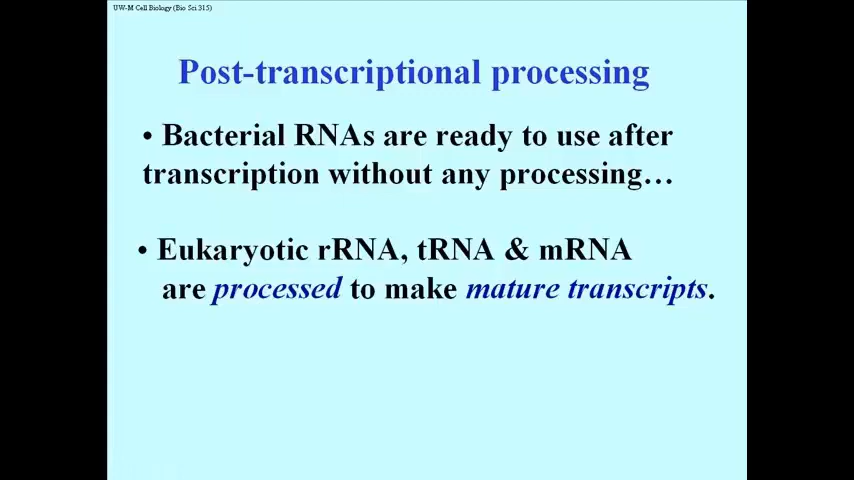 UW-M Cell Biology (Bio Sci 315)
Post-transcriptional processing
• Bacterial RNAs are ready to use after
transcription without any processing…
• Eukaryotic rRNA, tRNA & mRNA
are processed to make mature transcripts.